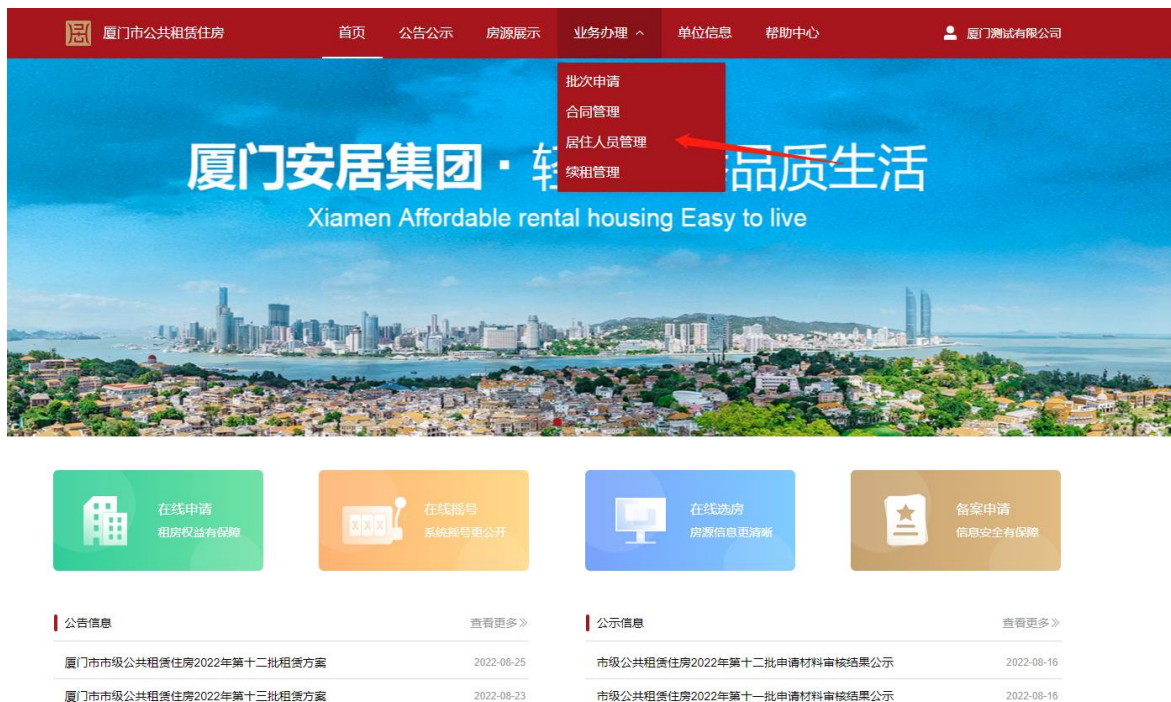 厦门市公共租赁住房 首页 公告公示 房源展示 业务办理 单位信息 帮助中心 厦门测试有限公司
批次申请
合同管理
居住人员管理
续租管理
厦门安居集团·轻 品质生活
Xiamen Affordable rental housing Easy to live
在线申请
租房权益有保障
XXX
在线摇号
系统摇号更公开
在线选房
房源信息更清晰
备案申请
信息安全有保障
公告信息 查看更多》
厦门市市级公共租赁住房2022年第十二批租赁方案 2022-08-25
厦门市市级公共租赁住房2022年第十三批租赁方案 2022-08-23
公示信息 查看更多》
市级公共租赁住房2022年第十二批申请材料审核结果公示 2022-08-16
市级公共租赁住房2022年第十一批申请材料审核结果公示 2022-08-16